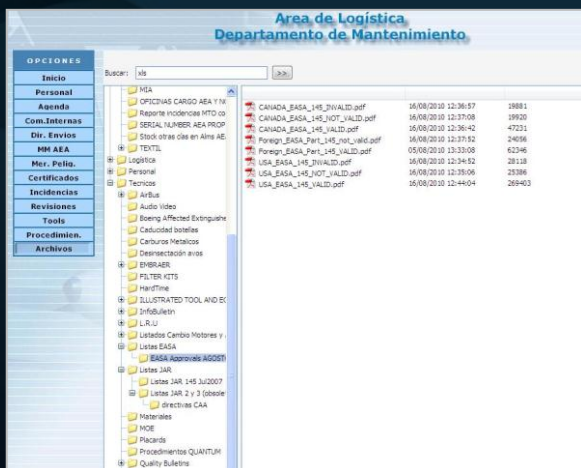 Area de Logística
Departamento de Mantenimiento
OPCIONES
Inicio
Personal
Agenda
Com.Internas
Dir. Envios
MM AEA
Mer. Pelig.
Certificados
Incidencias
Revisiones
Tools
Procedimien.
Archivos
Buscar: xls >>
MIA
OFICINAS CARGO AEA Y
Reporte incidencias MTO co
SERIAL NUMBER AEA PROP
Stock otras cías en Alms AE
TEXTIL
Logística
Personal
Tecnicos
AirBus
Audio Video
Boeing Affected Extinguishe
Caducidad botellas
Carburos Metalicos
Desinsectación avos
EMBRAER
FILTER KITS
HardTime
ILLUSTRATED TOOL AND
InfoBulletin
L.R.U
Listados Cambio Motores y
Listas EASA
EASA Approvals AGOST
Listas JAR
Listas JAR 145 Jul2007
Listas JAR 2 y 3 (obsole
directivas CAA
Materiales
MOE
Placards
Procedimientos QUANTUM
Quality Bulletins
CANADA_EASA_145_INVALID.pdf 16/08/2010 12:36:57 19881
CANADA_EASA_145_NOT_VALID.pdf 16/08/2010 12:37:08 19920
CANADA_EASA_145_VALID.pdf 16/08/2010 12:36:42 47231
Foreign_EASA_Part_145_not_valid.pdf 16/08/2010 12:37:52 24056
Foreign_EASA_Part_145_VALID.pdf 05/08/2010 13:33:08 62346
USA_EASA_145_INVALID.pdf 16/08/2010 12:34:52 28118
USA_EASA_145_NOT_VALID.pdf 16/08/2010 12:35:06 25386
USA_EASA_145_VALID.pdf 16/08/2010 12:44:04 269403